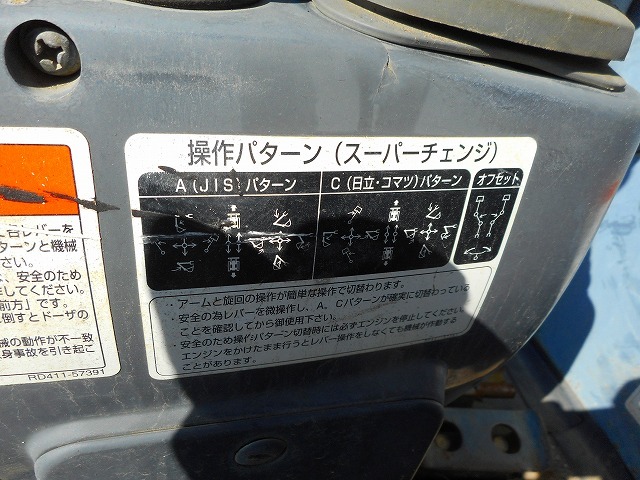 操作パターン（スーパーチェンジ）
A（JIS）パターン
C（日立・コマツ）パターン
オフセット
・アームと旋回の操作が簡単な操作で切替わります。
・安全の為レバーを微操作し、A、Cパターンが確実に切替わっている
ことを確認してから御使用下さい。
・安全のため操作パターン切替時には必ずエンジンを停止してください。
エンジンをかけたまま行うとレバー操作をしなくても機械が作動する
ことがあります。
レバーを
ターンと機械
さい。
、安全のため
してください。
前方」です。
倒すとドーザの
械の動作が不一致
身事故を引き起こ
RD411-57391